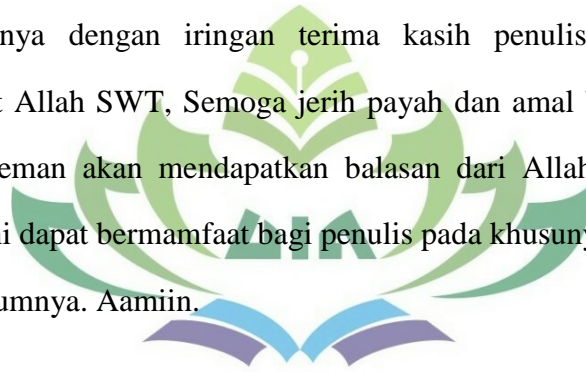 nya dengan iringan terima kasih penulis
t Allah SWT, Semoga jerih payah dan amal
eman akan mendapatkan balasan dari Allah
i dapat bermamfaat bagi penulis pada khusuny
umnya. Aamiin.